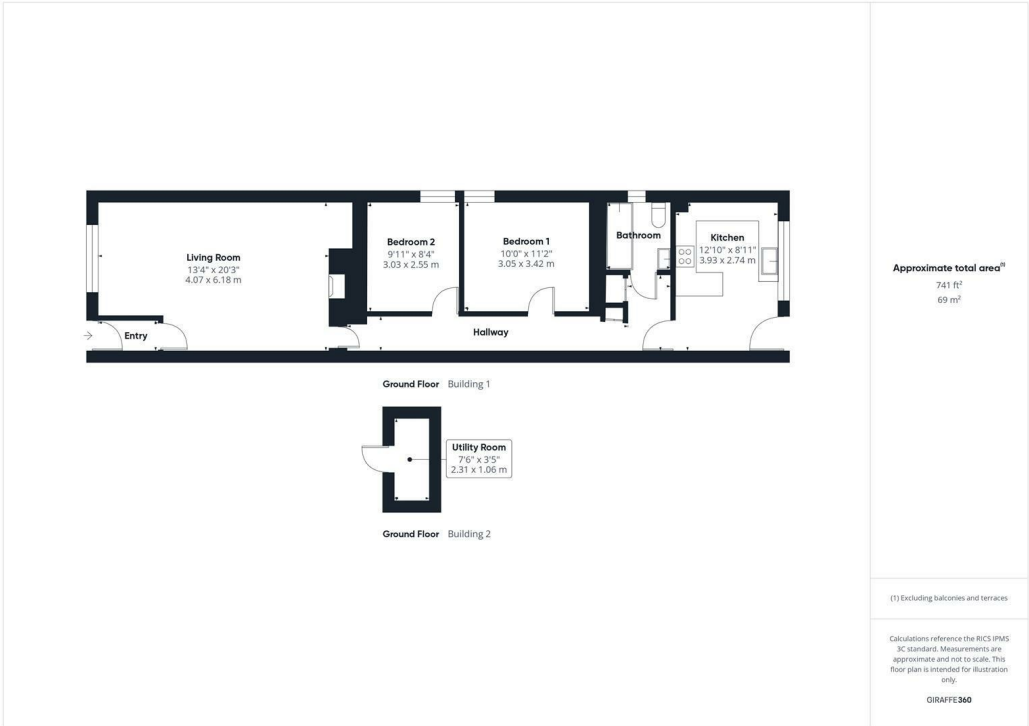 Living Room
13'4" x 20'3"
4.07 x 6.18 m
Bedroom 2
9'11" x 8'4"
3.03 x 2.55 m
Bedroom 1
10'0" x 11'2"
3.05 x 3.42 m
Bathroom
Kitchen
12'10" x 8'11"
3.93 x 2.74 m
Entry
Hallway
Ground Floor Building 1
Utility Room
7'6" x 3'5"
2.31 x 1.06 m
Ground Floor Building 2
Approximate total area(1)
741 ft²
69 m²
(1) Excluding balconies and terraces
Calculations reference the RICS IPMS
3C standard. Measurements are
approximate and not to scale. This
floor plan is intended for illustration
only.
GIRAFFE360